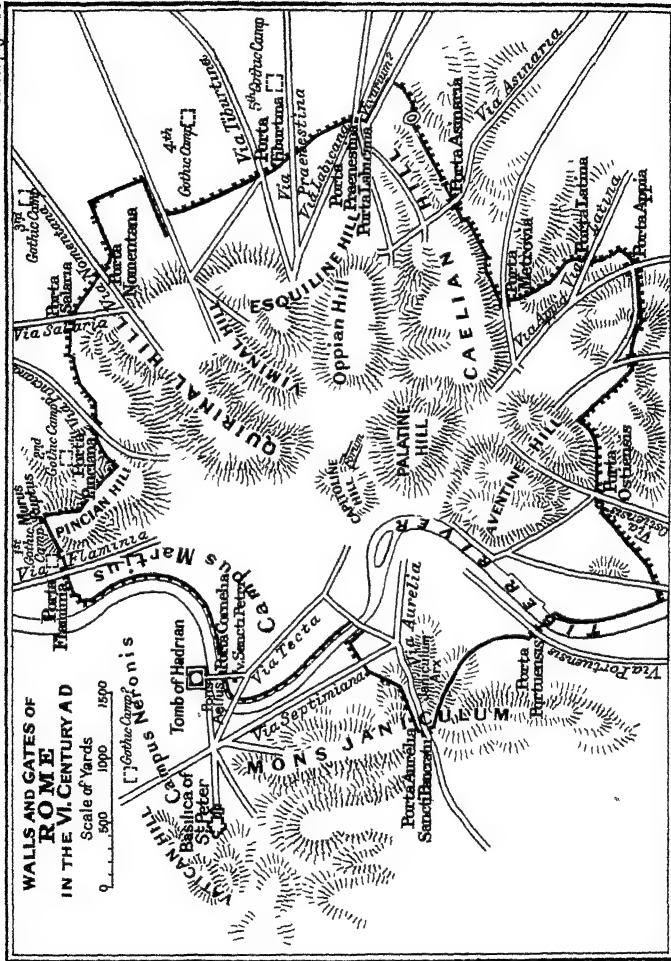 WALLS AND GATES OF
ROME
IN THE VI. CENTURY A D
Scale of Yards
0 500 1000 1500
Gothic Camp?
Campus Neronis
VATICAN HILL
Basilica of
St Peter
Tomb of Hadrian
Pons
Aelius
Porta Cornelia
v. Sancti Petri
Campus Martius
Via Tecta
Via Septimiana
MONS JANICULUM
Via Aurelia
Janiculum
Arx
Porta Aurelia
Sancti Pancratii
Porta
Portuensis
Via Portuensis
TIBER RIVER
Porta
Flaminia
Via Flaminia
1st
Gothic
Camp
Murus
Ruptus
2nd
Gothic Camp
Porta
Pinciana
PINCIAN HILL
Via Salaria
Porta
Salaria
3rd
Gothic Camp
Via Nomentana
Porta
Nomentana
4th
Gothic Camp
Via Tiburtina
Porta
Tiburtina
5th Gothic Camp
Via
Praenestina
Via Labicana
Porta
Praenestina
Porta Labicana
Vivarium?
QUIRINAL HILL
VIMINAL HILL
ESQUILINE HILL
Oppian Hill
CAPITOLINE
HILL
Forum
PALATINE
HILL
CAELIAN HILL
AVENTINE HILL
Porta Asinaria
Via Asinaria
Porta
Metrovia
Porta Latina
Via Latina
Via Appia
Porta Appia
Porta
Ostiensis
Via
Ostiensis